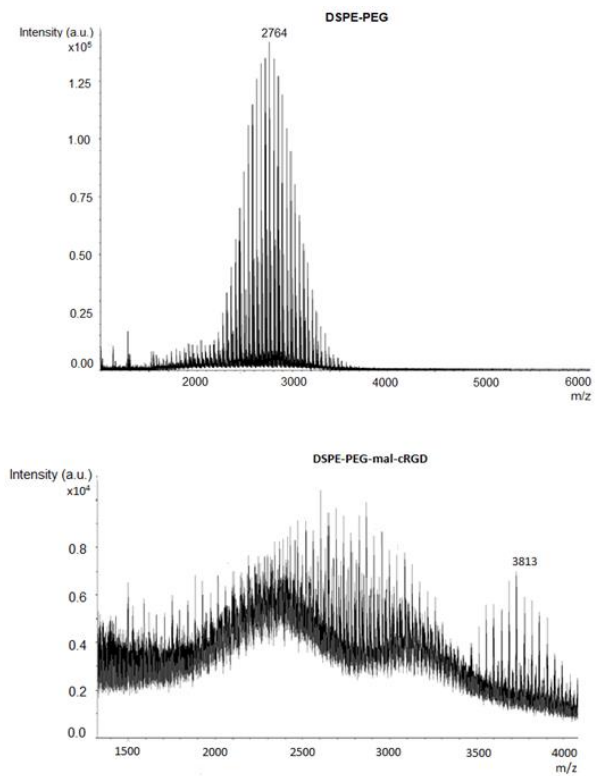 DSPE-PEG
Intensity (a.u.)
x10⁶
2764
1.25
1.00
0.75
0.50
0.25
0.00
2000 3000 4000 5000 6000
m/z
DSPE-PEG-mal-cRGD
Intensity (a.u.)
x10⁴
3813
0.8
0.6
0.4
0.2
0.0
1500 2000 2500 3000 3500 4000
m/z